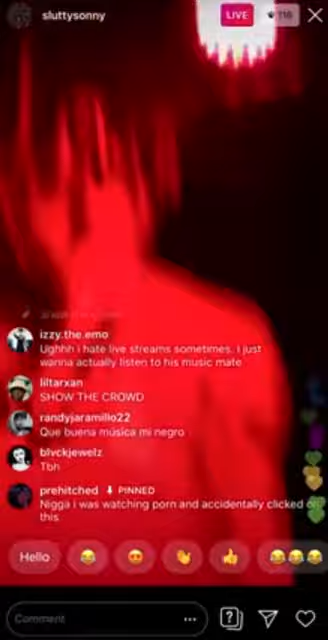 sluttysonny
LIVE
116
izzy.the.emo
Ughhh i hate live streams sometimes. I just
wanna actually listen to his music mate
liltarxan
SHOW THE CROWD
randyjaramillo22
Que buena música mi negro
blvckjewelz
Tbh
prehitched PINNED
Nigga i was watching porn and accidentally clicked on
this
Hello
Comment